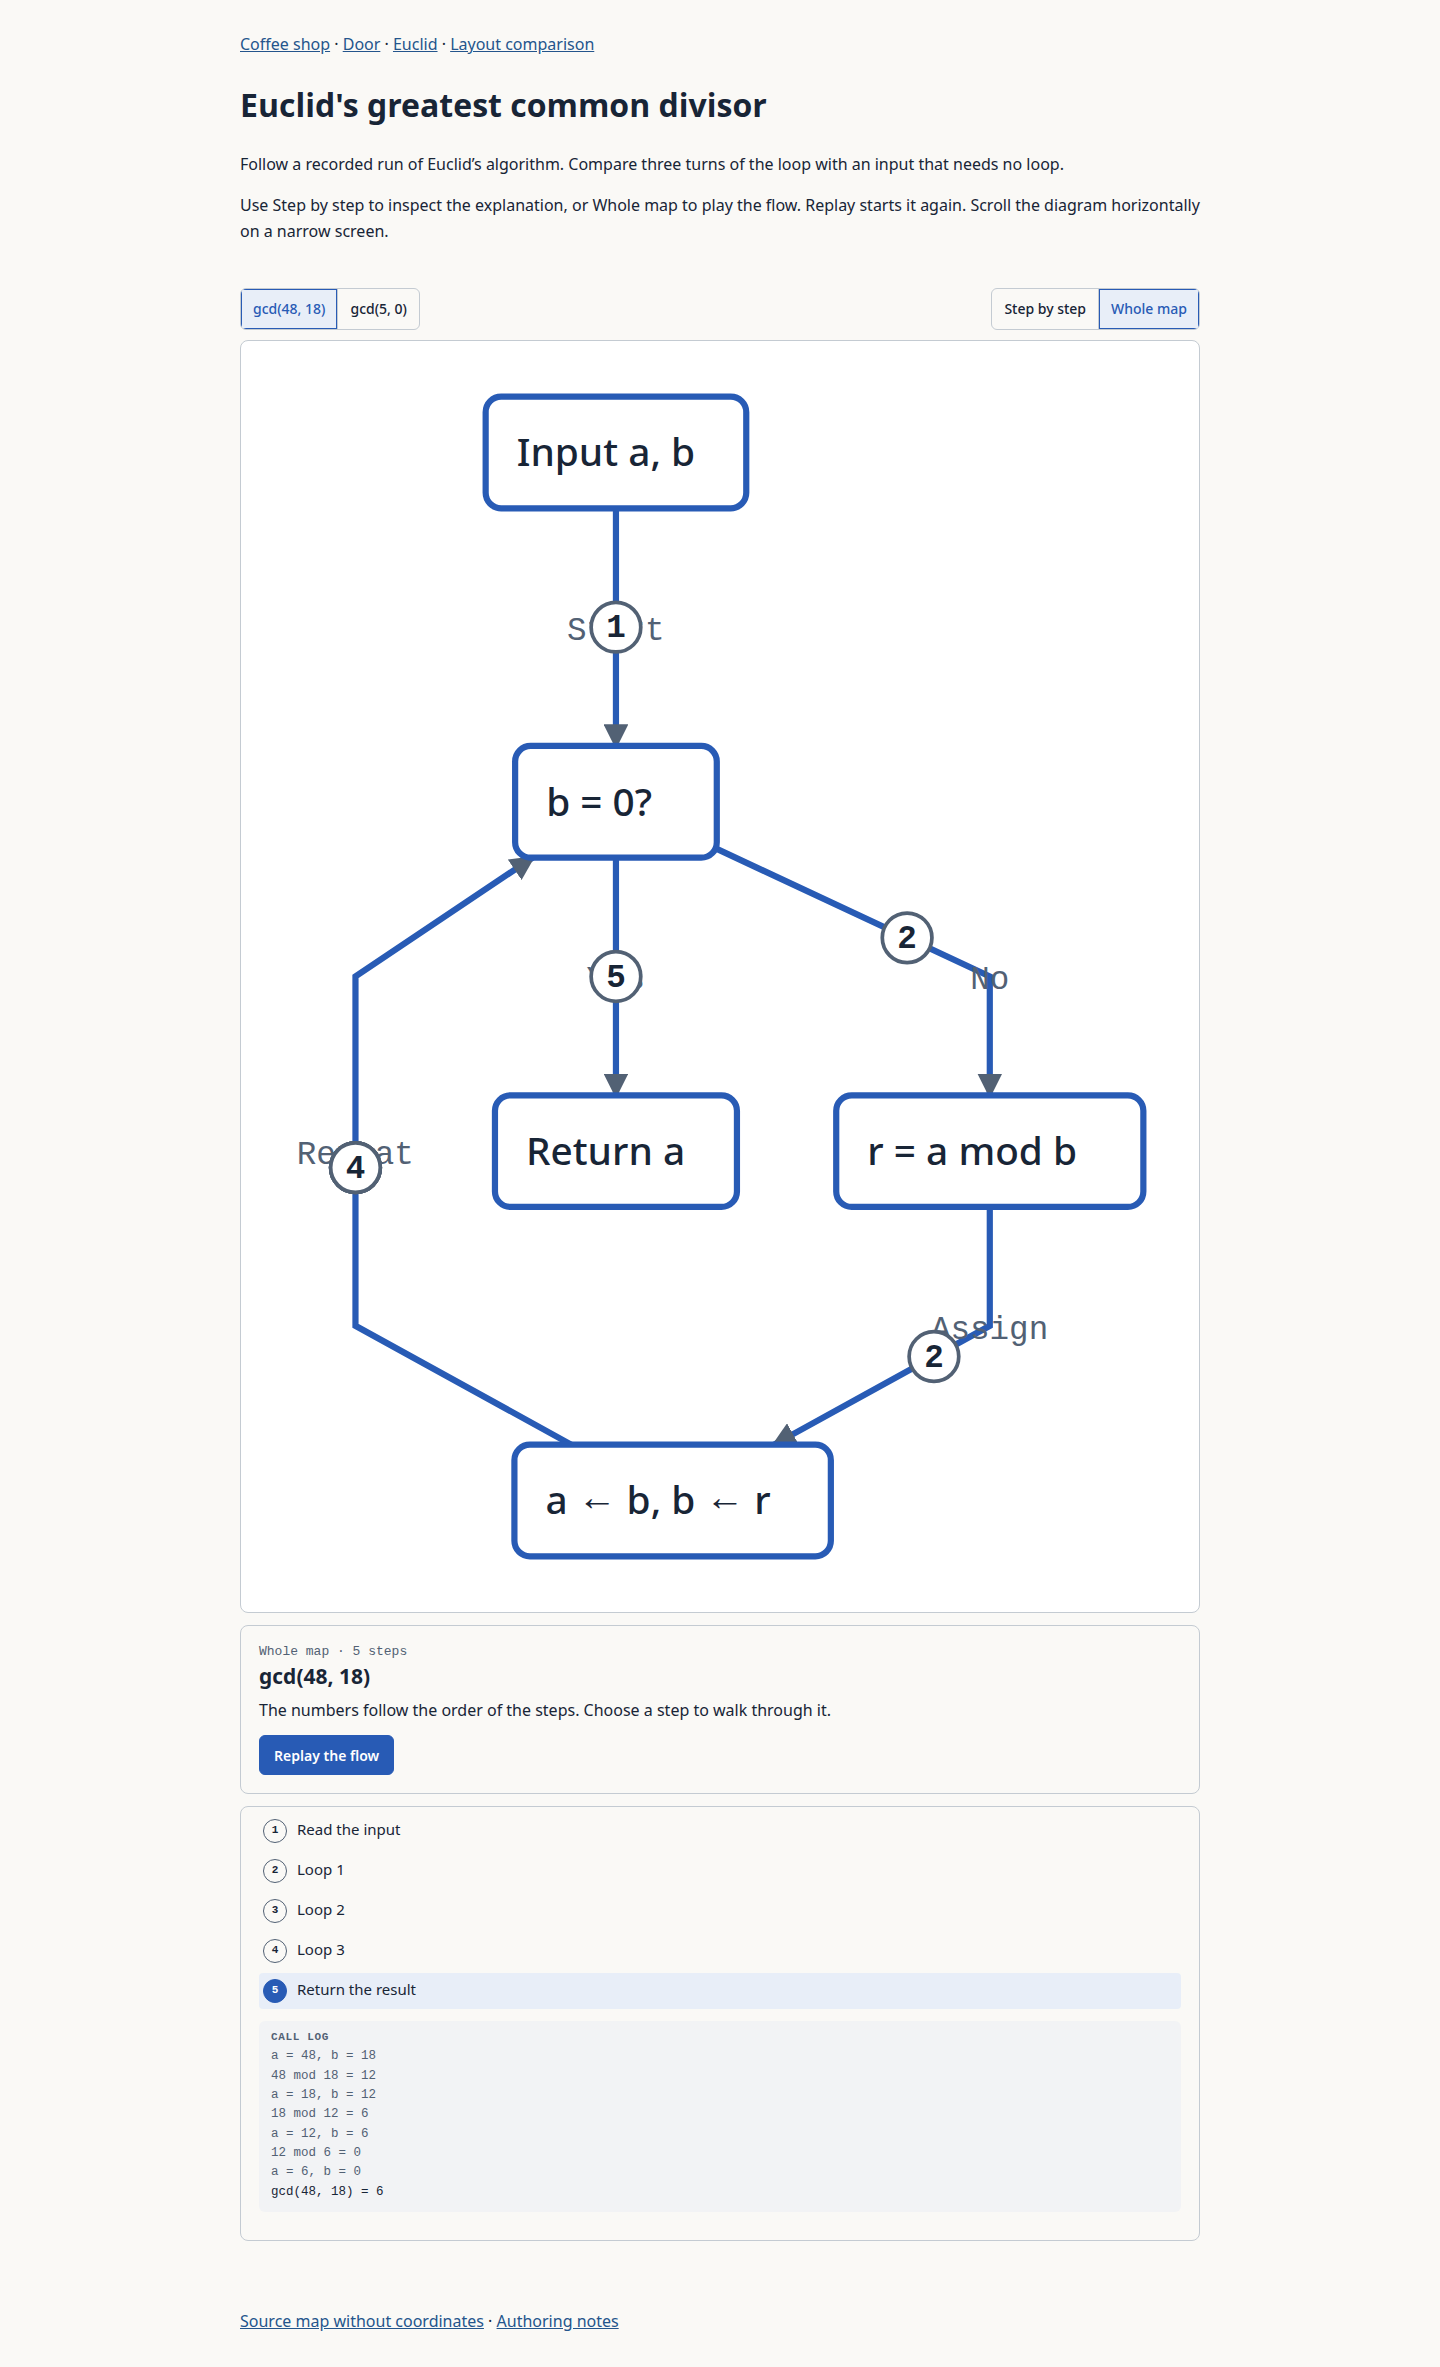 Coffee shop · Door · Euclid · Layout comparison
Euclid's greatest common divisor
Follow a recorded run of Euclid’s algorithm. Compare three turns of the loop with an input that needs no loop.
Use Step by step to inspect the explanation, or Whole map to play the flow. Replay starts it again. Scroll the diagram horizontally
on a narrow screen.
gcd(48, 18)
gcd(5, 0)
Step by step
Whole map
Input a, b
1
b = 0?
2
5
No
4
Return a
r = a mod b
Assign
2
a ← b, b ← r
Whole map · 5 steps
gcd(48, 18)
The numbers follow the order of the steps. Choose a step to walk through it.
Replay the flow
1 Read the input
2 Loop 1
3 Loop 2
4 Loop 3
5 Return the result
CALL LOG
a = 48, b = 18
48 mod 18 = 12
a = 18, b = 12
18 mod 12 = 6
a = 12, b = 6
12 mod 6 = 0
a = 6, b = 0
gcd(48, 18) = 6
Source map without coordinates · Authoring notes